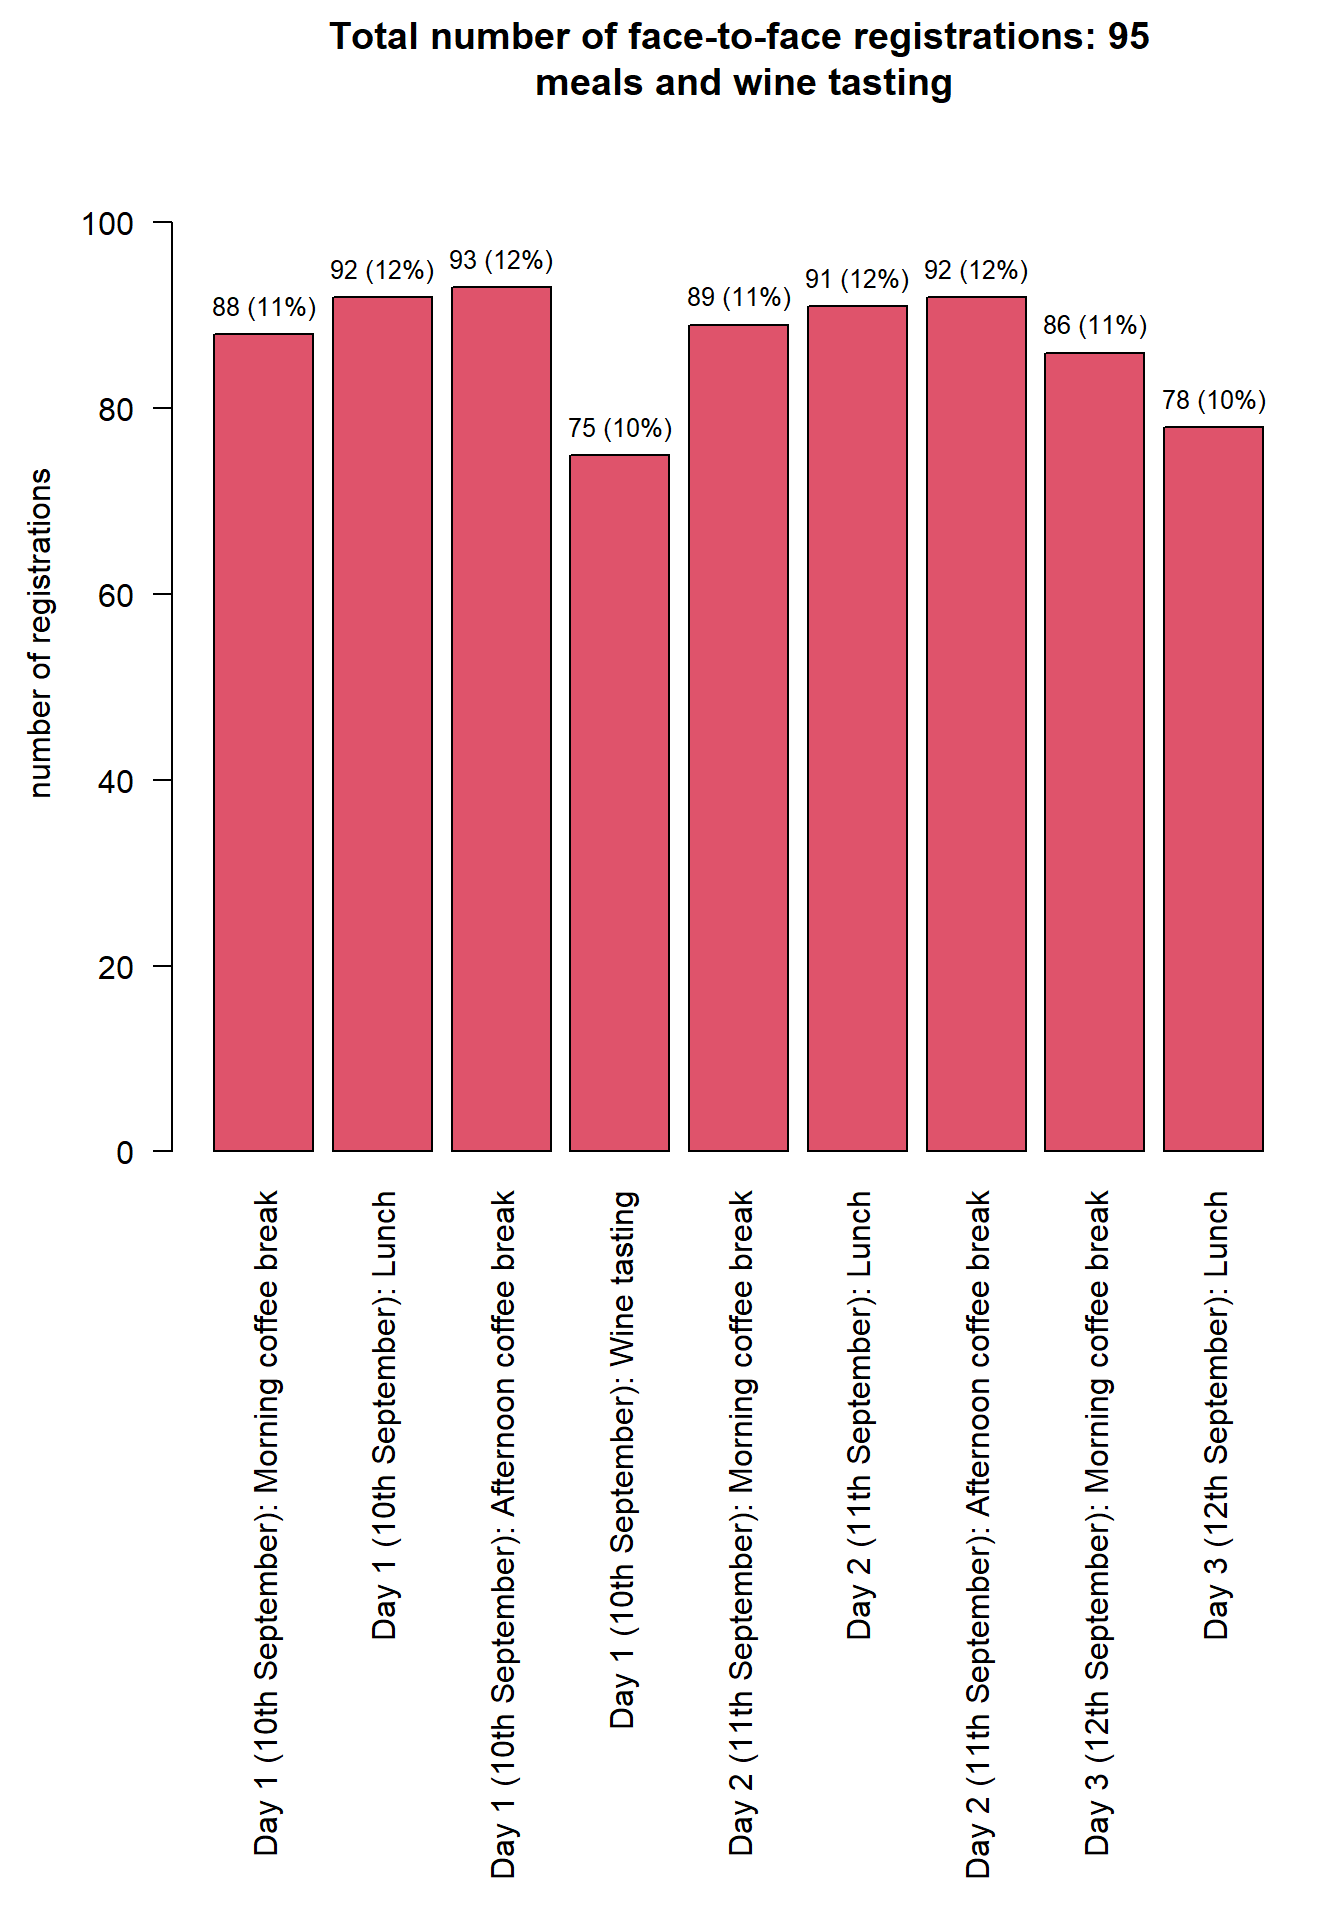 Total number of face-to-face registrations: 95
meals and wine tasting
number of registrations
100
80
60
40
20
0
88 (11%)
92 (12%)
93 (12%)
75 (10%)
89 (11%)
91 (12%)
92 (12%)
86 (11%)
78 (10%)
Day 1 (10th September): Morning coffee break
Day 1 (10th September): Lunch
Day 1 (10th September): Afternoon coffee break
Day 1 (10th September): Wine tasting
Day 2 (11th September): Morning coffee break
Day 2 (11th September): Lunch
Day 2 (11th September): Afternoon coffee break
Day 3 (12th September): Morning coffee break
Day 3 (12th September): Lunch